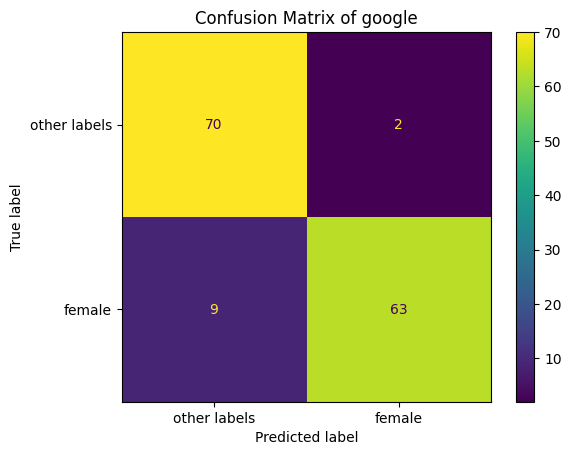 Confusion Matrix of google
True label
other labels
70
2
female
9
63
other labels
female
Predicted label
70
60
50
40
30
20
10